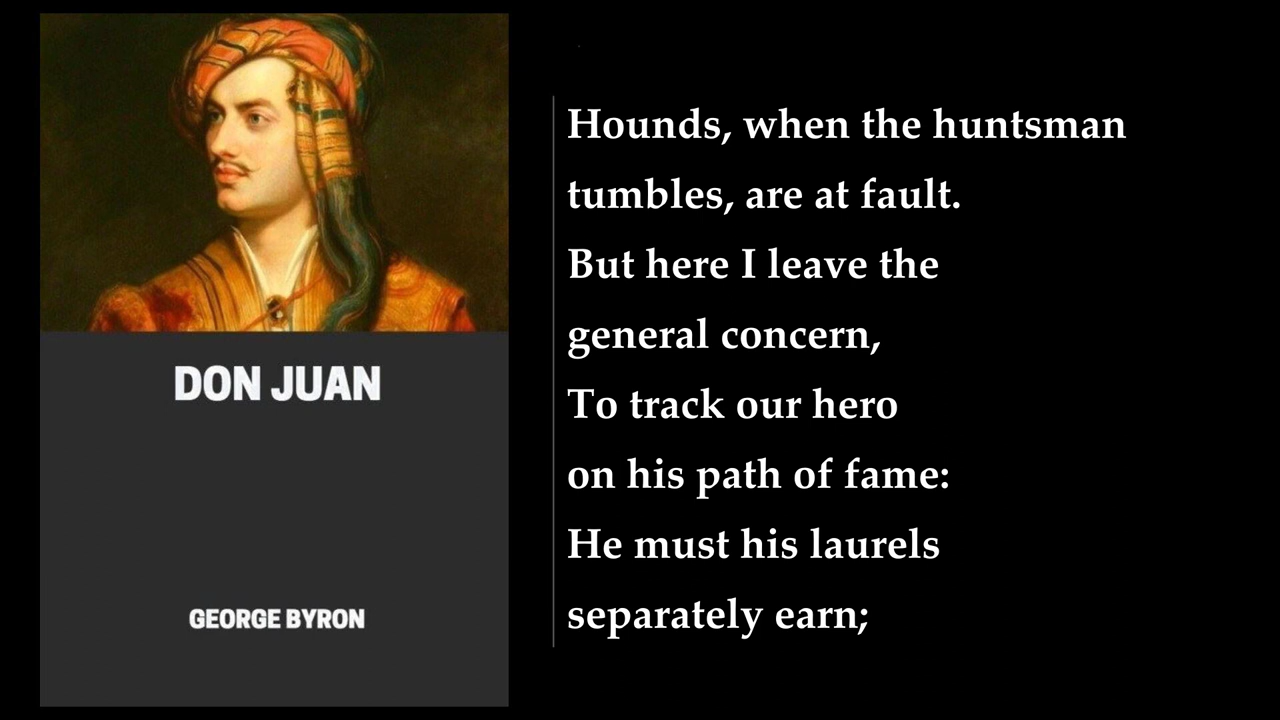 DON JUAN
GEORGE BYRON
Hounds, when the huntsman
tumbles, are at fault.
But here I leave the
general concern,
To track our hero
on his path of fame:
He must his laurels
separately earn;